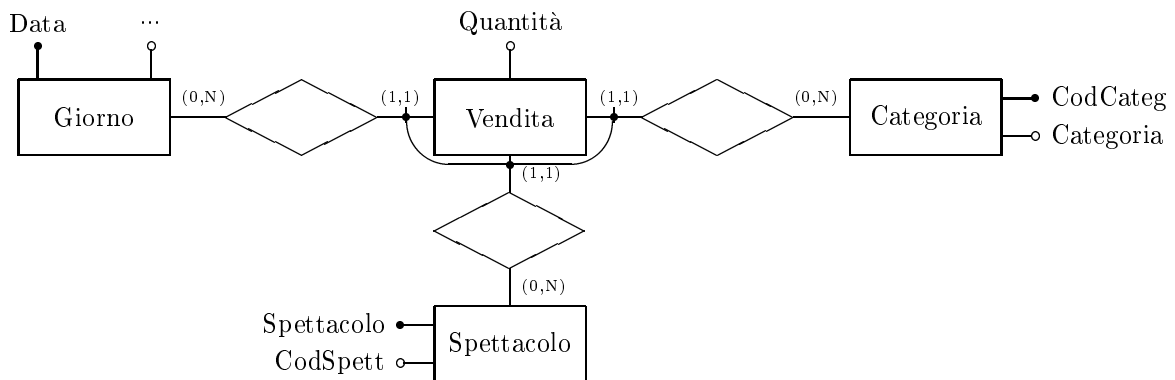 Data
...
Quantità
Giorno
(0,N)
(1,1)
Vendita
(1,1)
(0,N)
Categoria
CodCateg
Categoria
(1,1)
(0,N)
Spettacolo
CodSpett
Spettacolo